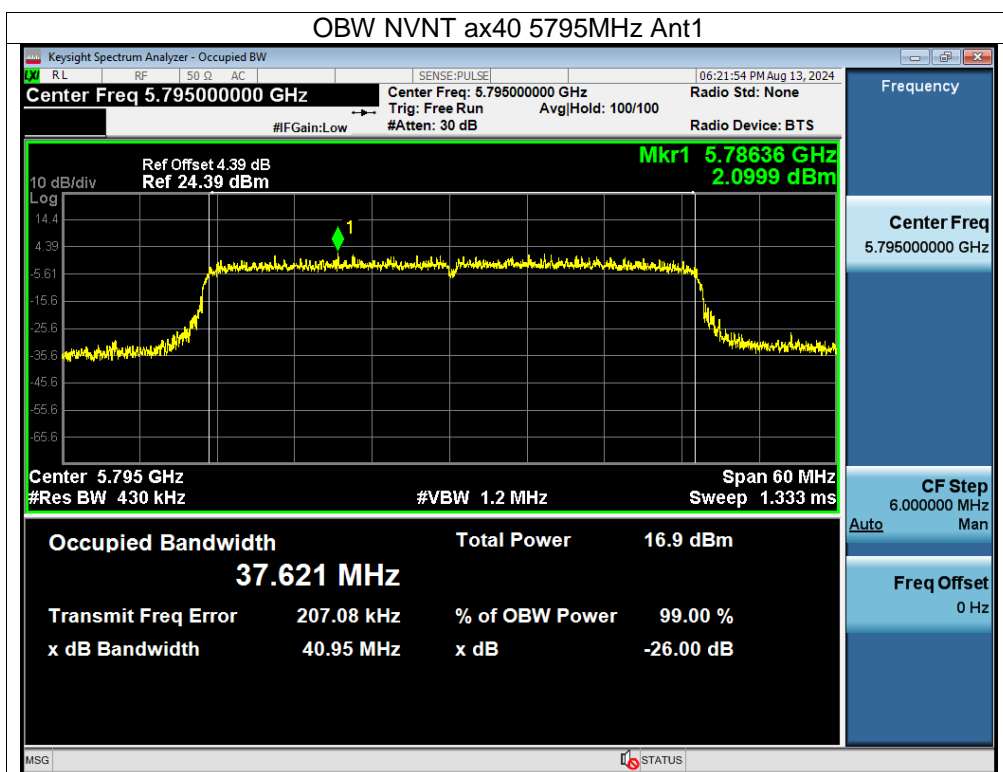 OBW NVNT ax40 5795MHz Ant1
Keysight Spectrum Analyzer - Occupied BW
LXI RL RF 50 Ω AC SENSE:PULSE 06:21:54 PM Aug 13, 2024
Center Freq 5.795000000 GHz
Center Freq: 5.795000000 GHz Radio Std: None
Trig: Free Run Avg|Hold: 100/100
#IFGain:Low #Atten: 30 dB Radio Device: BTS
Ref Offset 4.39 dB
10 dB/div Ref 24.39 dBm
Mkr1 5.78636 GHz
2.0999 dBm
Log
14.4
4.39
-5.61
-15.6
-25.6
-35.6
-45.6
-55.6
-65.6
1
Center 5.795 GHz Span 60 MHz
#Res BW 430 kHz #VBW 1.2 MHz Sweep 1.333 ms
Occupied Bandwidth Total Power 16.9 dBm
37.621 MHz
Transmit Freq Error 207.08 kHz % of OBW Power 99.00 %
x dB Bandwidth 40.95 MHz x dB -26.00 dB
MSG STATUS
Frequency
Center Freq
5.795000000 GHz
CF Step
6.000000 MHz
Auto Man
Freq Offset
0 Hz